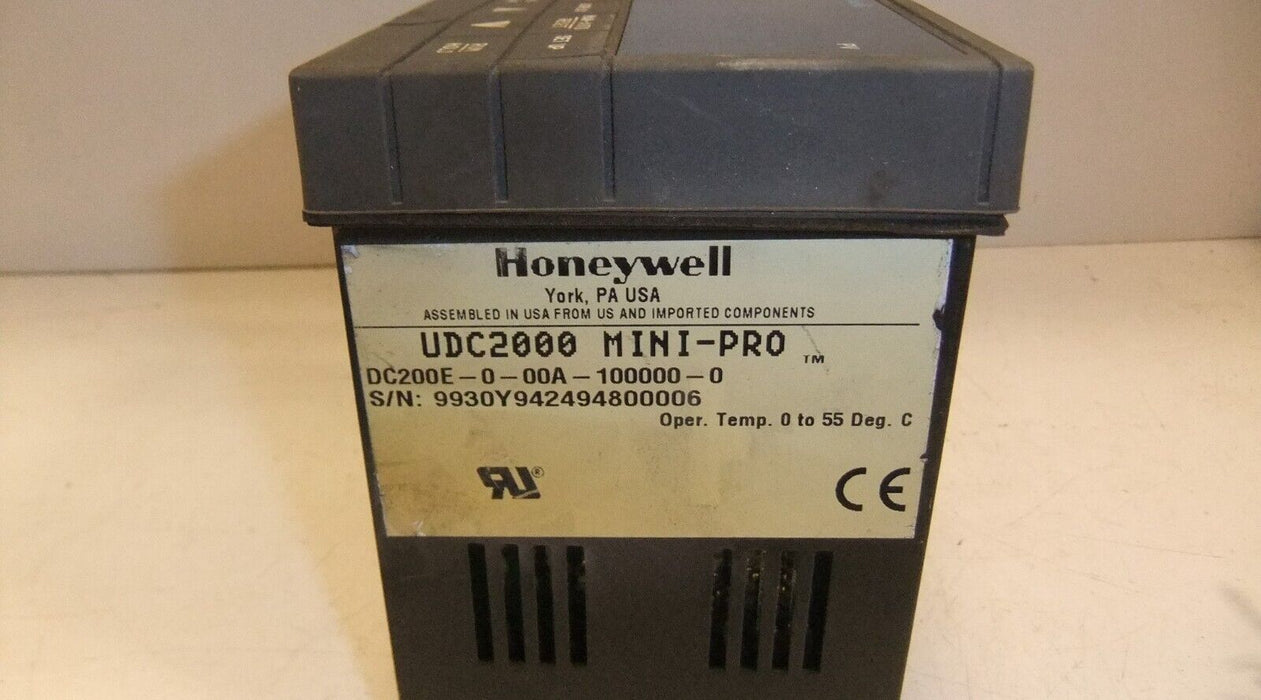 Honeywell
York, PA USA
ASSEMBLED IN USA FROM US AND IMPORTED COMPONENTS
UDC2000 MINI-PRO ™
DC200E-0-00A-100000-0
S/N: 9930Y942494800006
Oper. Temp. 0 to 55 Deg. C
RU® CE